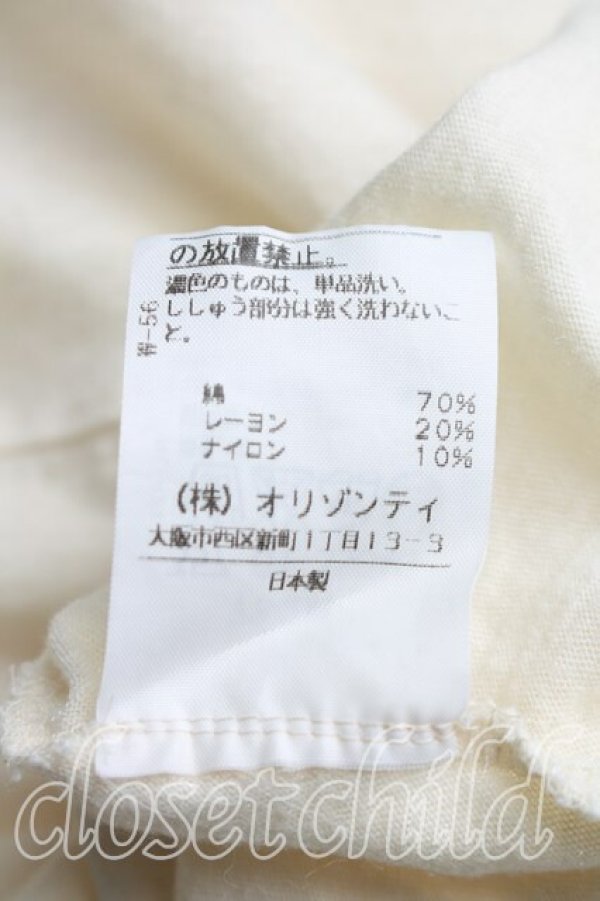 の放置禁止。
濃色のものは、単品洗い。
ししゅう部分は強く洗わないこ
と。
#-56
綿 70%
レーヨン 20%
ナイロン 10%
(株) オリゾンティ
大阪市西区新町1丁目13-3
日本製
closet child